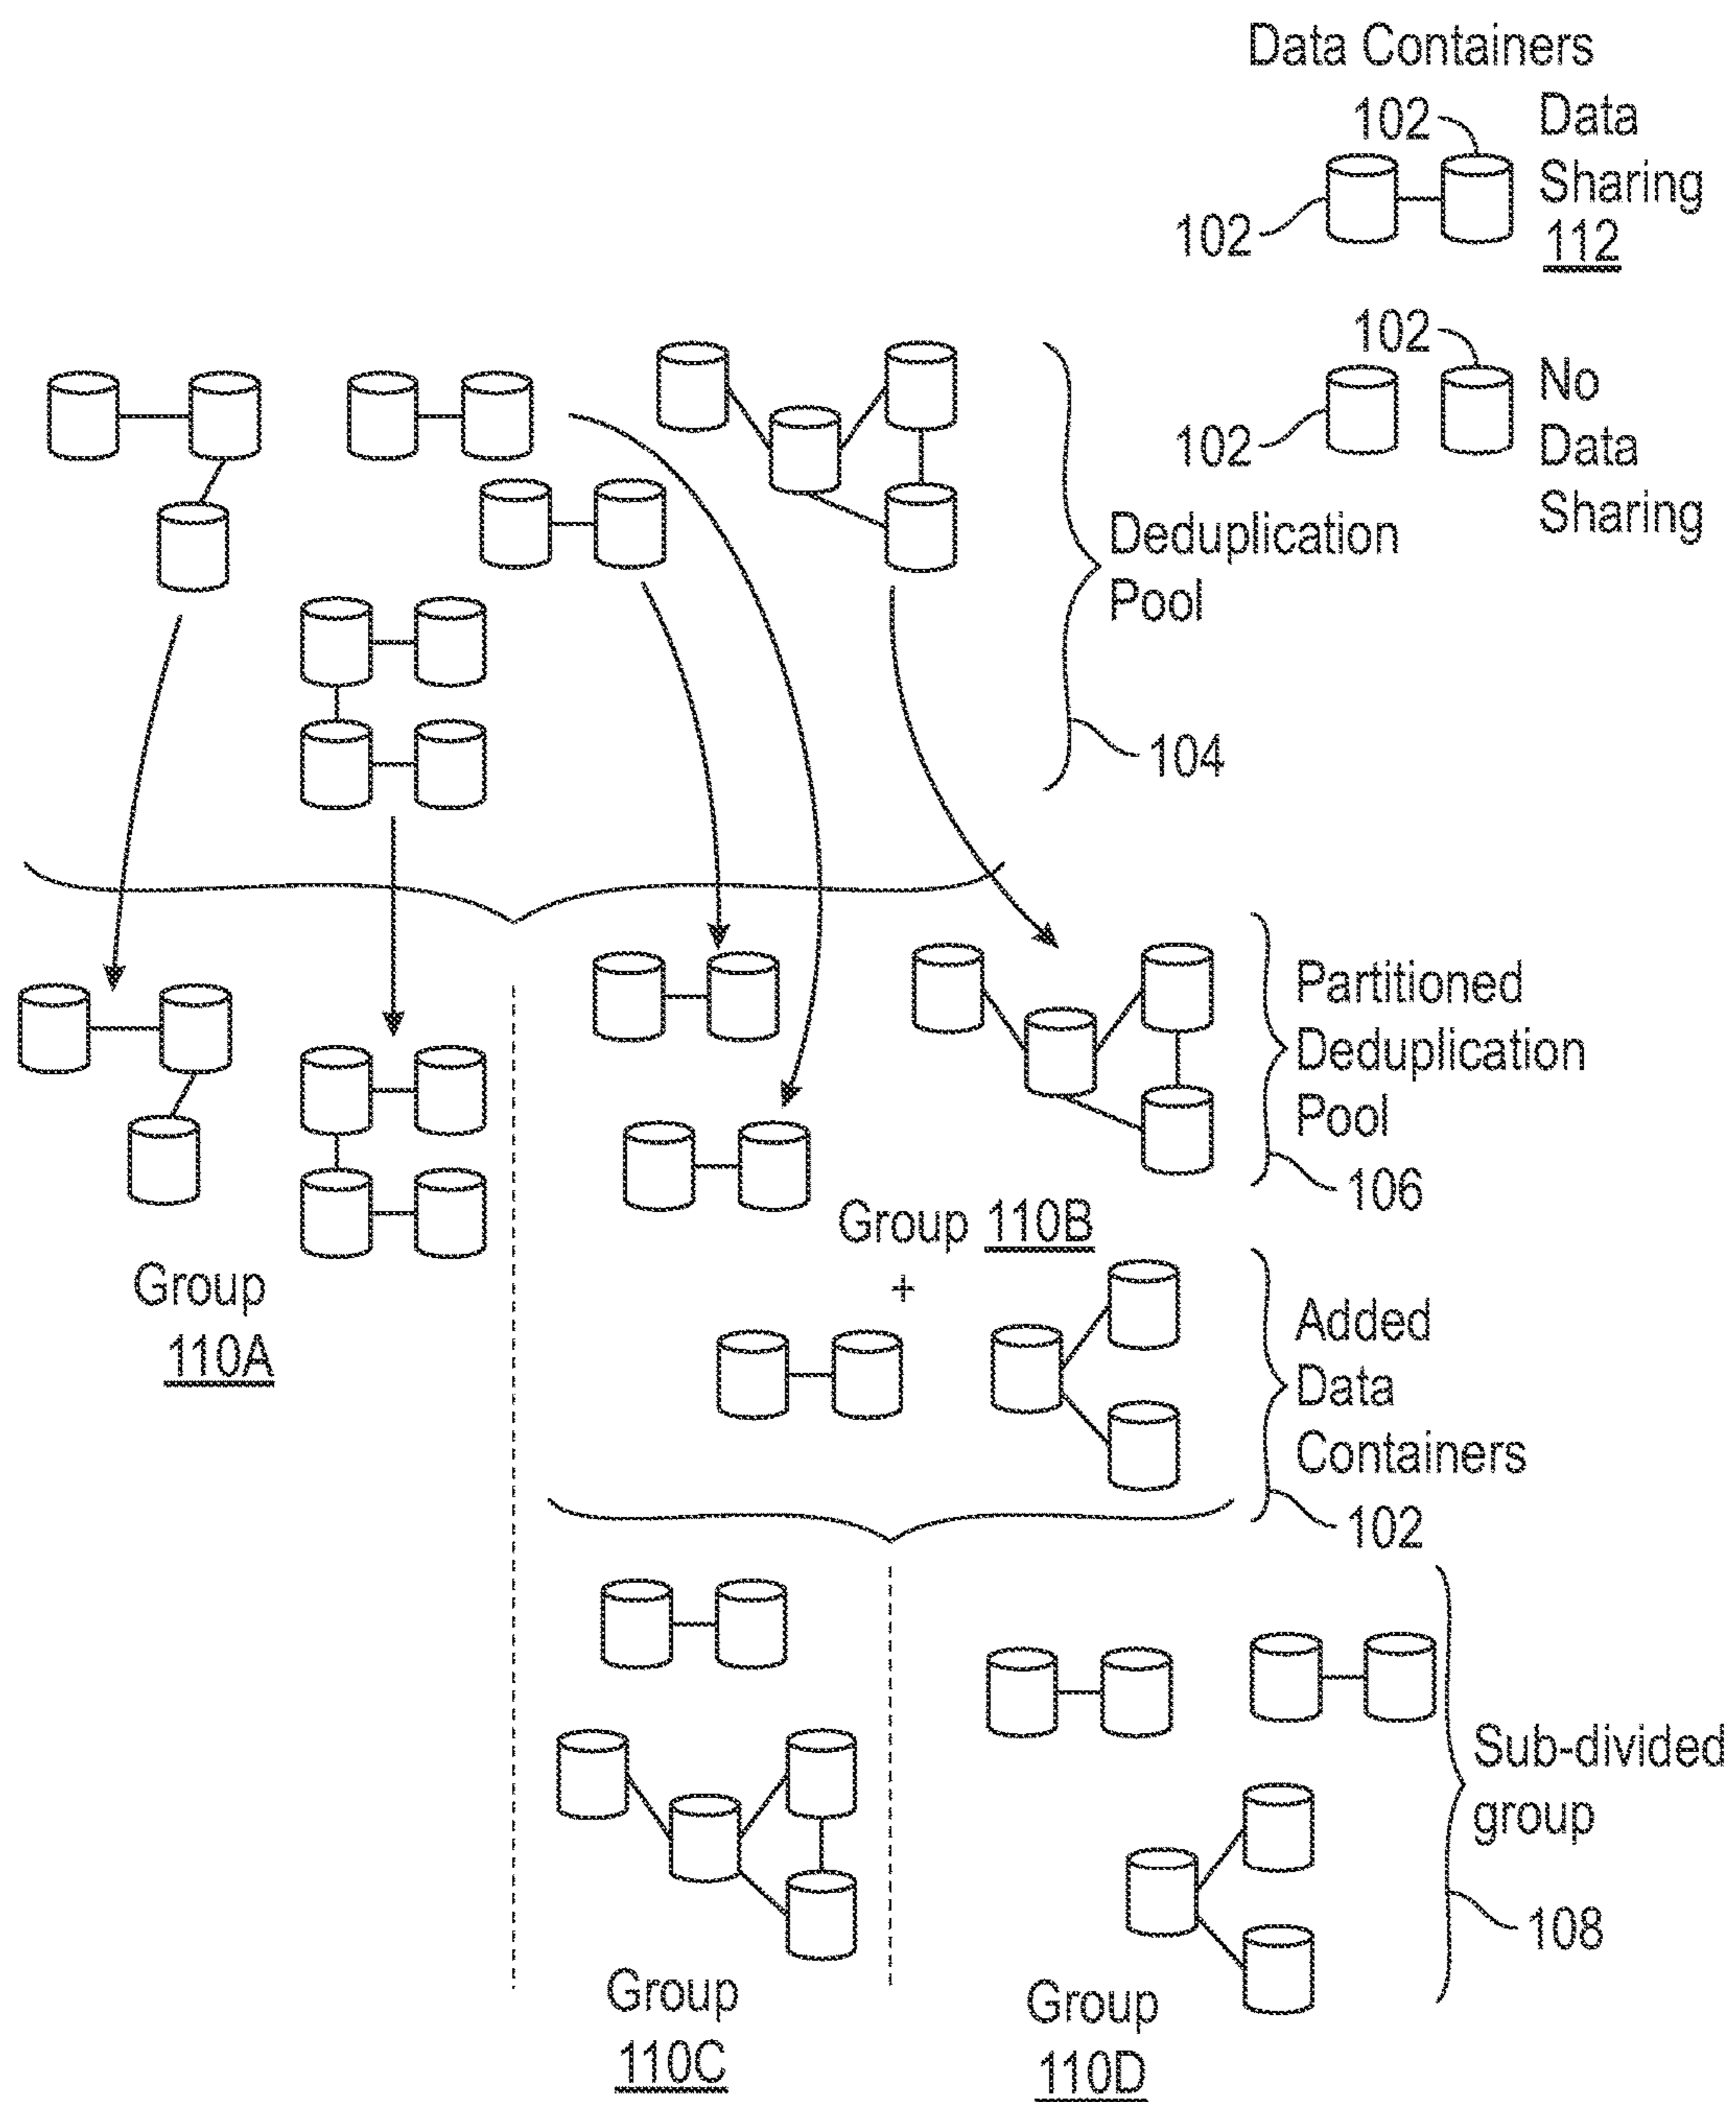 Data Containers
102
Data
Sharing
112
102
102
No
Data
Sharing
102
Deduplication
Pool
104
Partitioned
Deduplication
Pool
106
Group 110B
+
Group
110A
Added
Data
Containers
102
Sub-divided
group
108
Group
110C
Group
110D